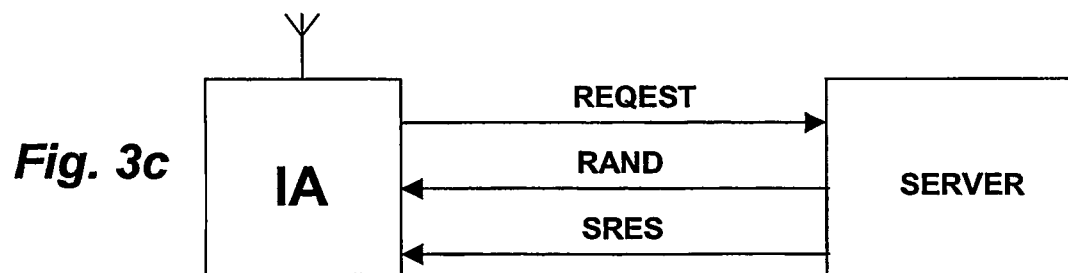 REQEST
Fig. 3c
RAND
IA
SERVER
SRES